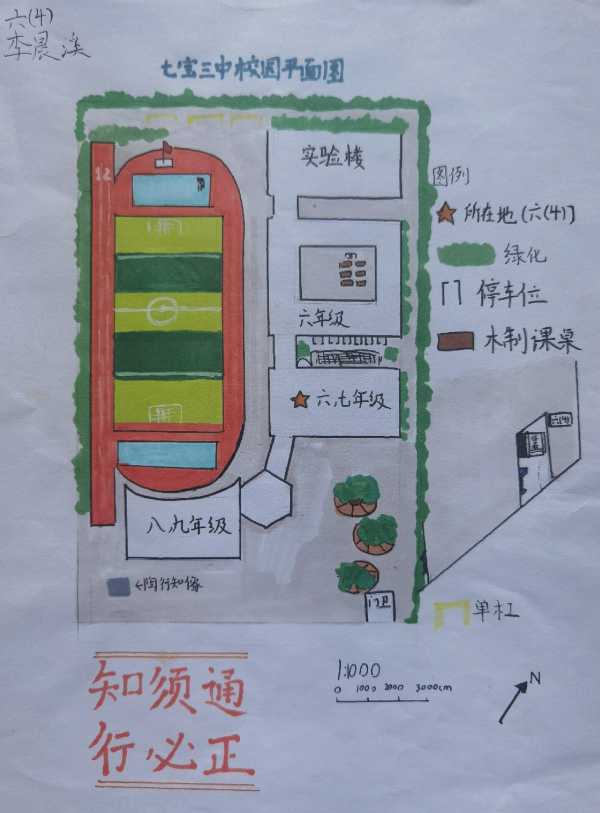 六(4)
李晨溪
七宝三中校园平面图
12
实验楼
图例
所在地(六(4))
绿化
停车位
六年级
木制课桌
六,七年级
六(4)
八,九年级
←陶行知像
门卫
单杠
知须通
行必正
1:1000
0 1000 2000 3000cm
N